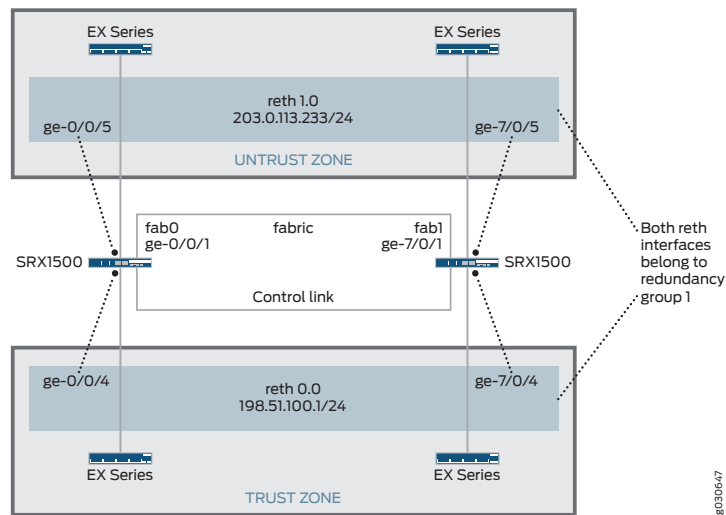 EX Series
EX Series
reth 1.0
203.0.113.233/24
ge-0/0/5
ge-7/0/5
UNTRUST ZONE
fab0
ge-0/0/1
fabric
fab1
ge-7/0/1
SRX1500
SRX1500
Control link
Both reth
interfaces
belong to
redundancy
group 1
ge-0/0/4
ge-7/0/4
reth 0.0
198.51.100.1/24
EX Series
EX Series
TRUST ZONE
g030647